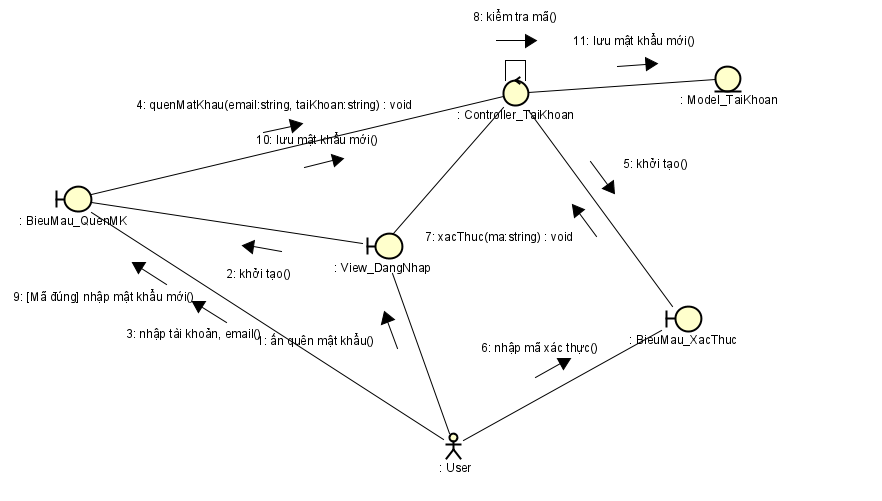 8: kiểm tra mã()
11: lưu mật khẩu mới()
: Model_TaiKhoan
4: quenMatKhau(email:string, taiKhoan:string) : void
: Controller_TaiKhoan
10: lưu mật khẩu mới()
5: khởi tạo()
: BieuMau_QuenMK
7: xacThuc(ma:string) : void
2: khởi tạo()
: View_DangNhap
9: [Mã đúng] nhập mật khẩu mới()
3: nhập tài khoản, email()
1: ấn quên mật khẩu()
: BieuMau_XacThuc
6: nhập mã xác thực()
: User